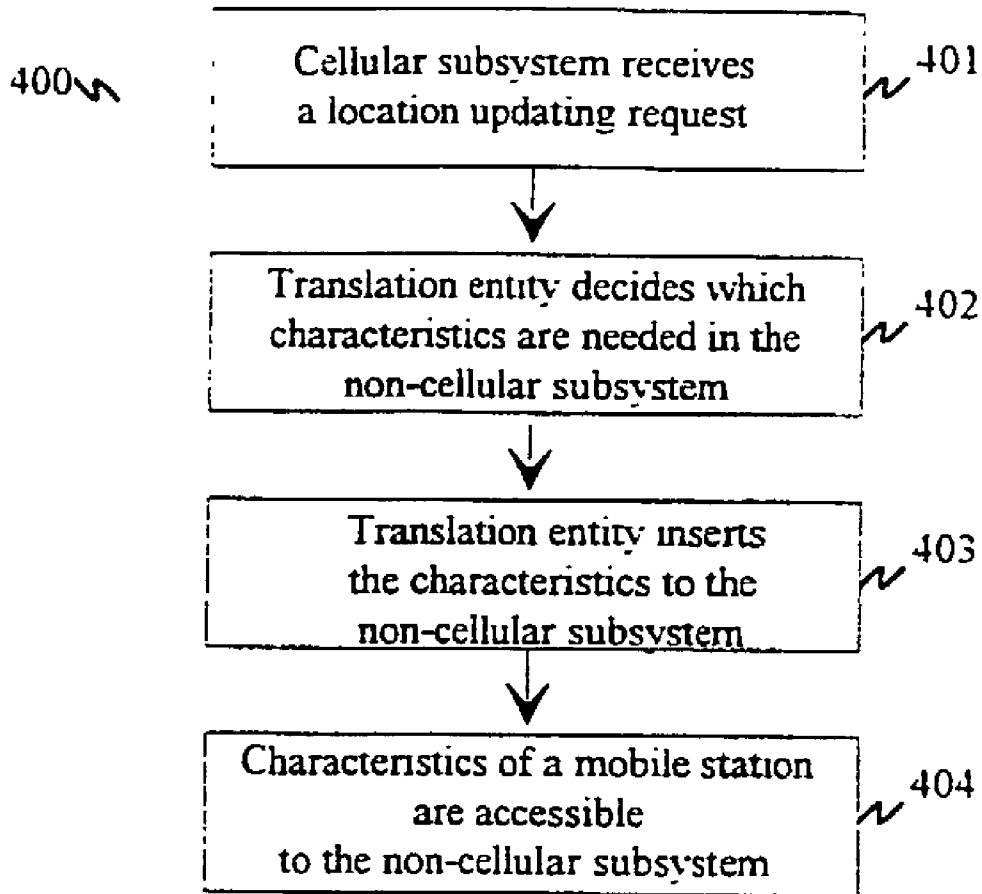 400
Cellular subsystem receives
a location updating request
401
Translation entity decides which
characteristics are needed in the
non-cellular subsystem
402
Translation entity inserts
the characteristics to the
non-cellular subsystem
403
Characteristics of a mobile station
are accessible
to the non-cellular subsystem
404